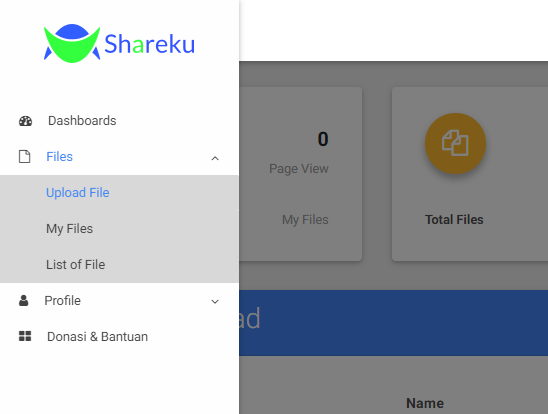 Shareku
Dashboards
Files
Upload File
My Files
List of File
Profile
Donasi & Bantuan
0
Page View
My Files
Total Files
ad
Name